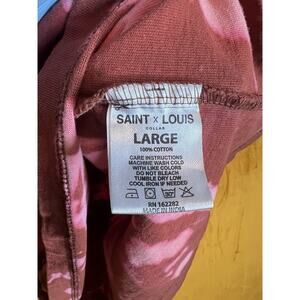 SAINT x LOUIS
COLLAR
LARGE
100% COTTON
CARE INSTRUCTIONS
MACHINE WASH COLD
WITH LIKE COLORS
DO NOT BLEACH
TUMBLE DRY LOW
COOL IRON IF NEEDED
RN 162282
MADE IN INDIA